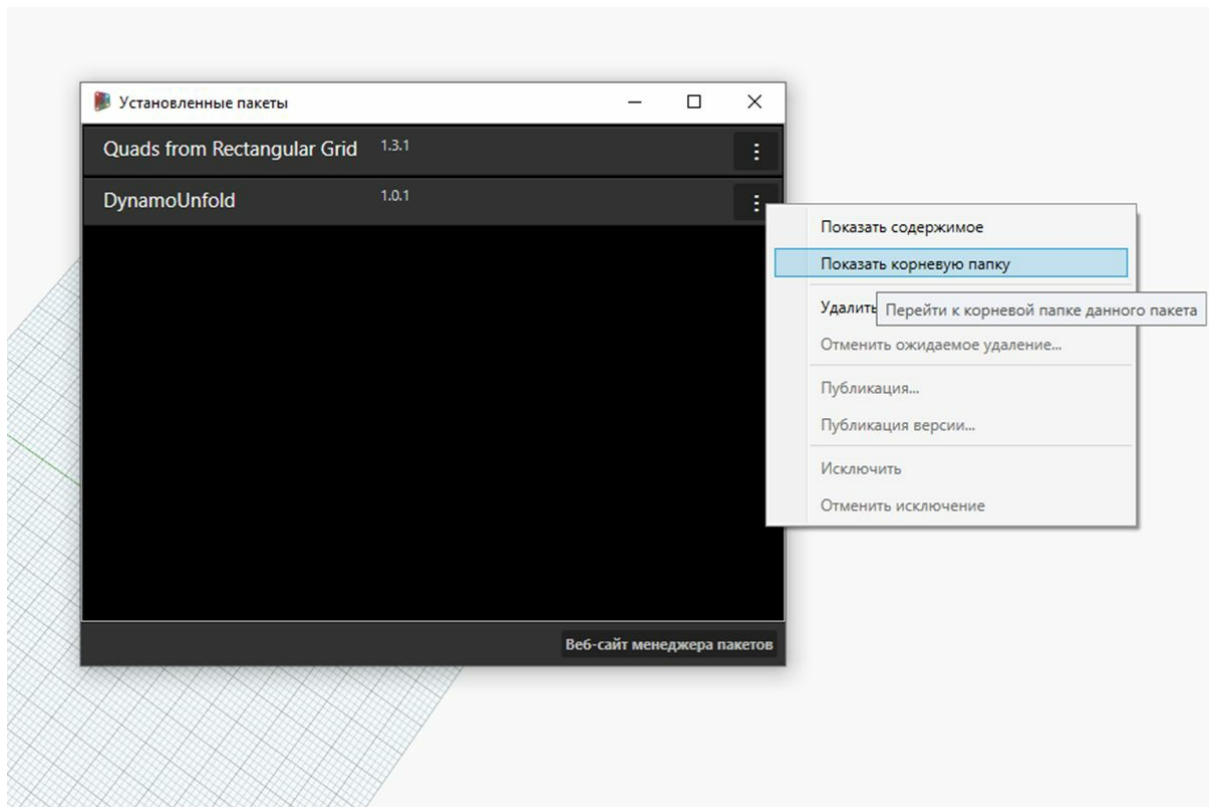 Установленные пакеты
Quads from Rectangular Grid 1.3.1
DynamoUnfold 1.0.1
Показать содержимое
Показать корневую папку
Удалить
Перейти к корневой папке данного пакета
Отменить ожидаемое удаление...
Публикация...
Публикация версии...
Исключить
Отменить исключение
Веб-сайт менеджера пакетов